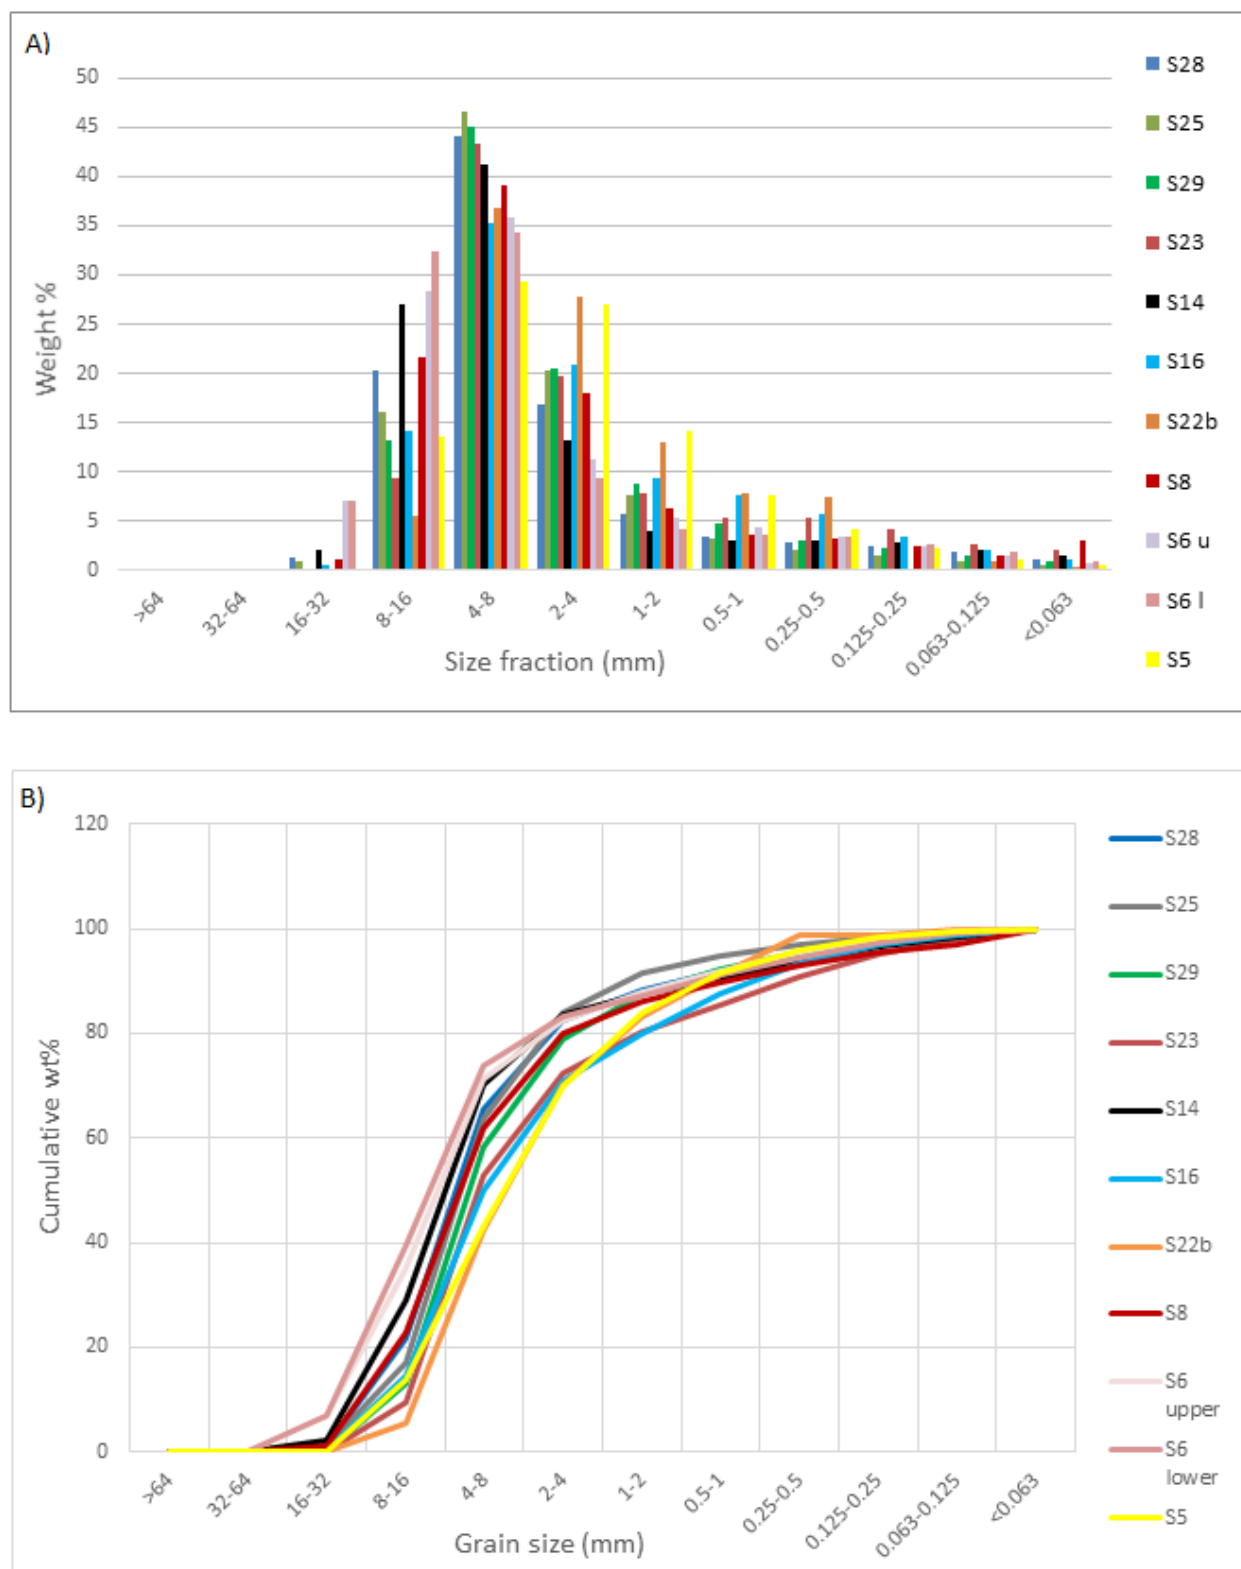 A)
50
45
40
35
30
25
20
15
10
5
0
Weight %
>64
32-64
16-32
8-16
4-8
2-4
1-2
0.5-1
0.25-0.5
0.125-0.25
0.063-0.125
<0.063
Size fraction (mm)
S28
S25
S29
S23
S14
S16
S22b
S8
S6 u
S6 l
S5
B)
120
100
80
60
40
20
0
Cumulative wt%
>64
32-64
16-32
8-16
4-8
2-4
1-2
0.5-1
0.25-0.5
0.125-0.25
0.063-0.125
<0.063
Grain size (mm)
S28
S25
S29
S23
S14
S16
S22b
S8
S6
upper
S6
lower
S5